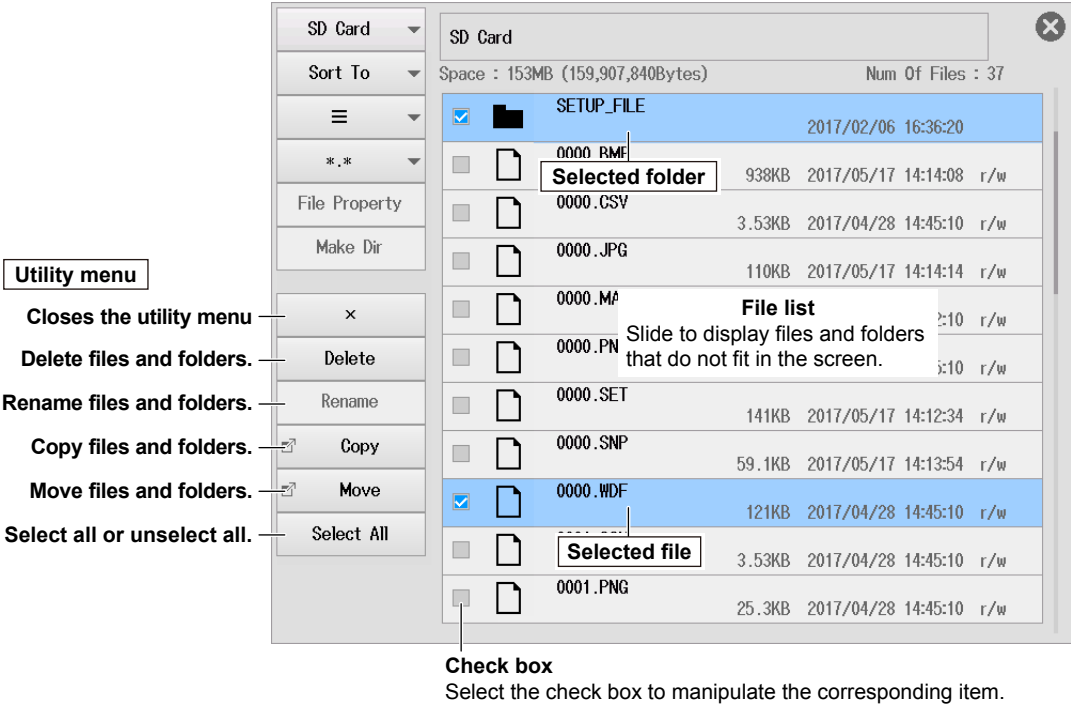 SD Card
SD Card
Sort To
Space : 153MB (159,907,840Bytes)
Num Of Files : 37
SETUP_FILE
2017/02/06 16:36:20
*.*
0000.BMP
Selected folder
938KB 2017/05/17 14:14:08 r/w
File Property
0000.CSV
3.53KB 2017/04/28 14:45:10 r/w
Make Dir
0000.JPG
110KB 2017/05/17 14:14:14 r/w
Utility menu
Closes the utility menu
×
0000.MA
File list
Slide to display files and folders
that do not fit in the screen.
2:10 r/w
Delete files and folders.
Delete
0000.PN
5:10 r/w
Rename files and folders.
Rename
0000.SET
141KB 2017/05/17 14:12:34 r/w
Copy files and folders.
Copy
0000.SNP
59.1KB 2017/05/17 14:13:54 r/w
Move files and folders.
Move
0000.WDF
121KB 2017/04/28 14:45:10 r/w
Select all or unselect all.
Select All
Selected file
3.53KB 2017/04/28 14:45:10 r/w
0001.PNG
25.3KB 2017/04/28 14:45:10 r/w
Check box
Select the check box to manipulate the corresponding item.